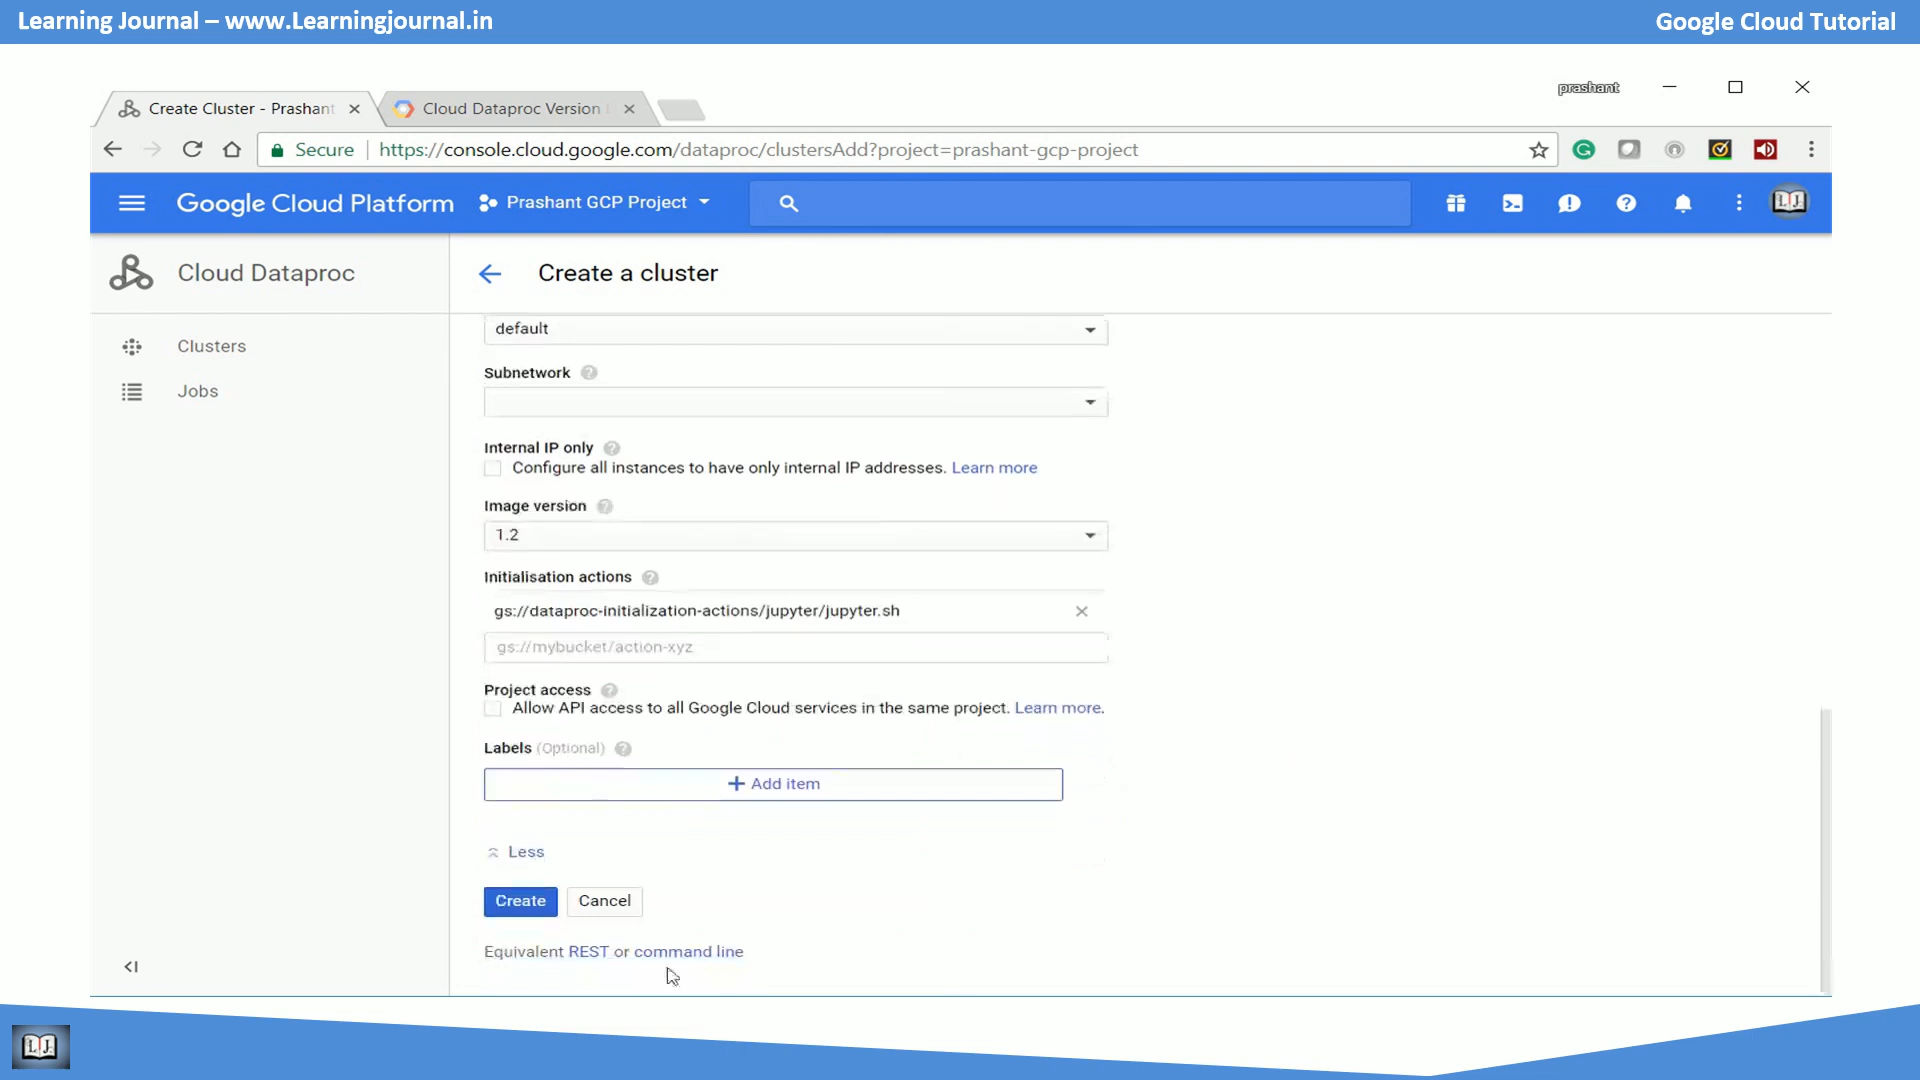 Learning Journal – www.Learningjournal.in
Google Cloud Tutorial
prashant
Create Cluster - Prashant
Cloud Dataproc Version
Secure
https://console.cloud.google.com/dataproc/clustersAdd?project=prashant-gcp-project
Google Cloud Platform
Prashant GCP Project
Cloud Dataproc
Create a cluster
Clusters
Jobs
default
Subnetwork
Internal IP only
Configure all instances to have only internal IP addresses. Learn more
Image version
1.2
Initialisation actions
gs://dataproc-initialization-actions/jupyter/jupyter.sh
gs://mybucket/action-xyz
Project access
Allow API access to all Google Cloud services in the same project. Learn more.
Labels (Optional)
Add item
Less
Create
Cancel
Equivalent REST or command line
LJ